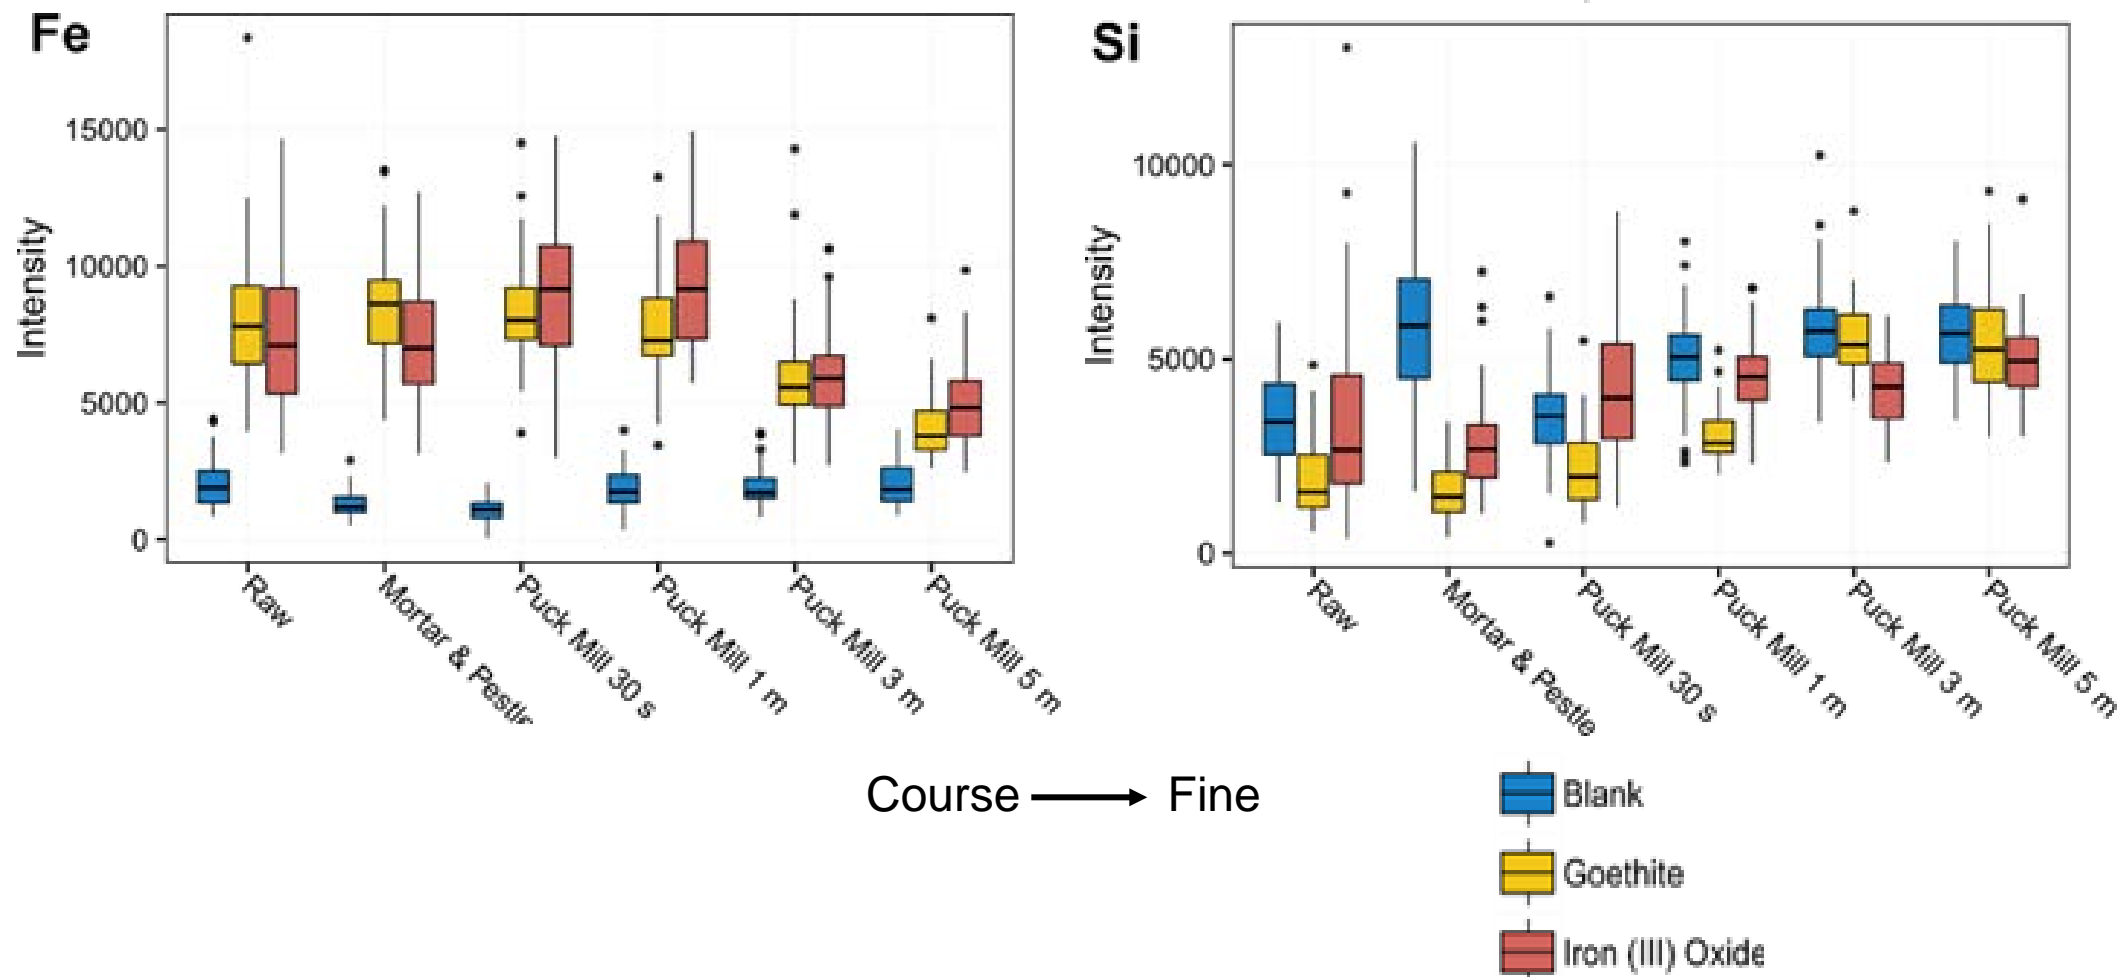 Fe
Intensity
15000
10000
5000
0
Raw
Mortar & Pestle
Puck Mill 30 s
Puck Mill 1 m
Puck Mill 3 m
Puck Mill 5 m
Si
Intensity
10000
5000
0
Raw
Mortar & Pestle
Puck Mill 30 s
Puck Mill 1 m
Puck Mill 3 m
Puck Mill 5 m
Course → Fine
Blank
Goethite
Iron (III) Oxide